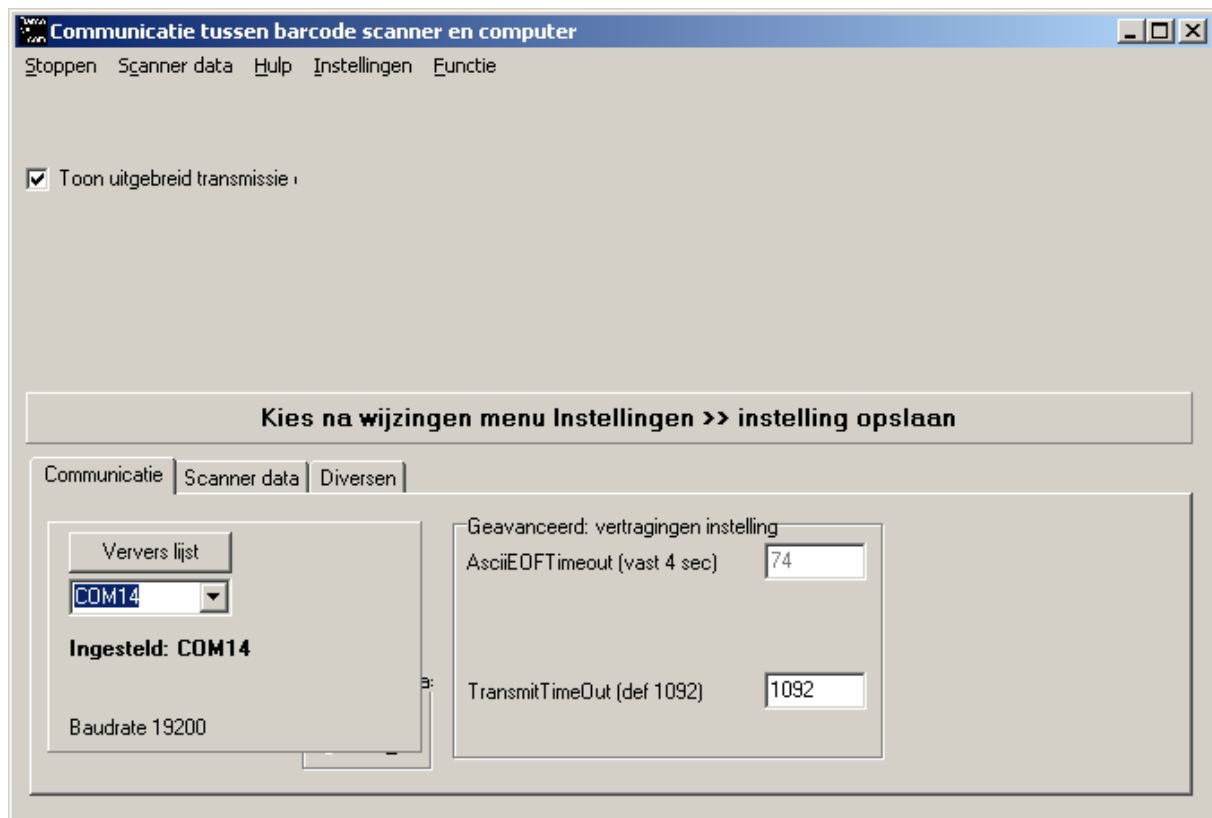 Communicatie tussen barcode scanner en computer
Stoppen Scanner data Hulp Instellingen Functie
Toon uitgebreid transmissie
Kies na wijzingen menu Instellingen >> instelling opslaan
Communicatie Scanner data Diversen
Ververs lijst
COM14
Ingesteld: COM14
Baudrate 19200
a:
Geavanceerd: vertragingen instelling
AsciiEOFTimeout (vast 4 sec) 74
TransmitTimeOut (def 1092) 1092